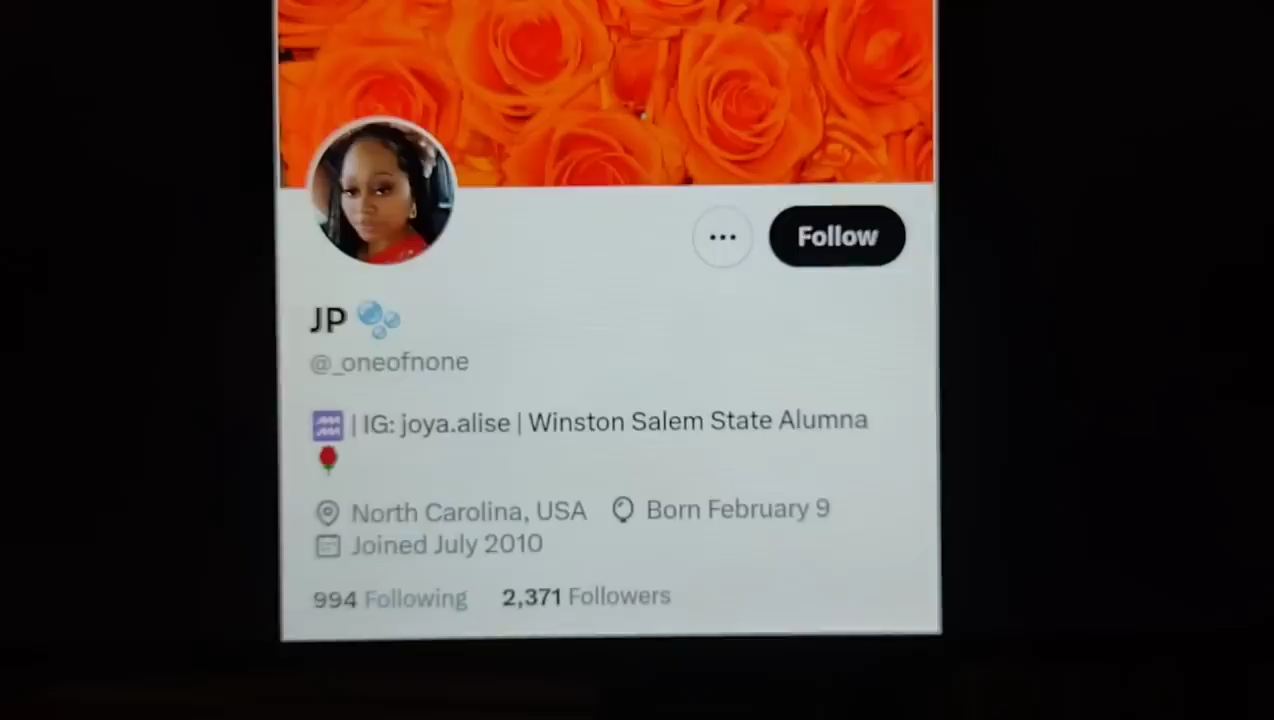 Follow
JP
@_oneofnone
| IG: joya.alise | Winston Salem State Alumna
North Carolina, USA Born February 9
Joined July 2010
994 Following 2,371 Followers